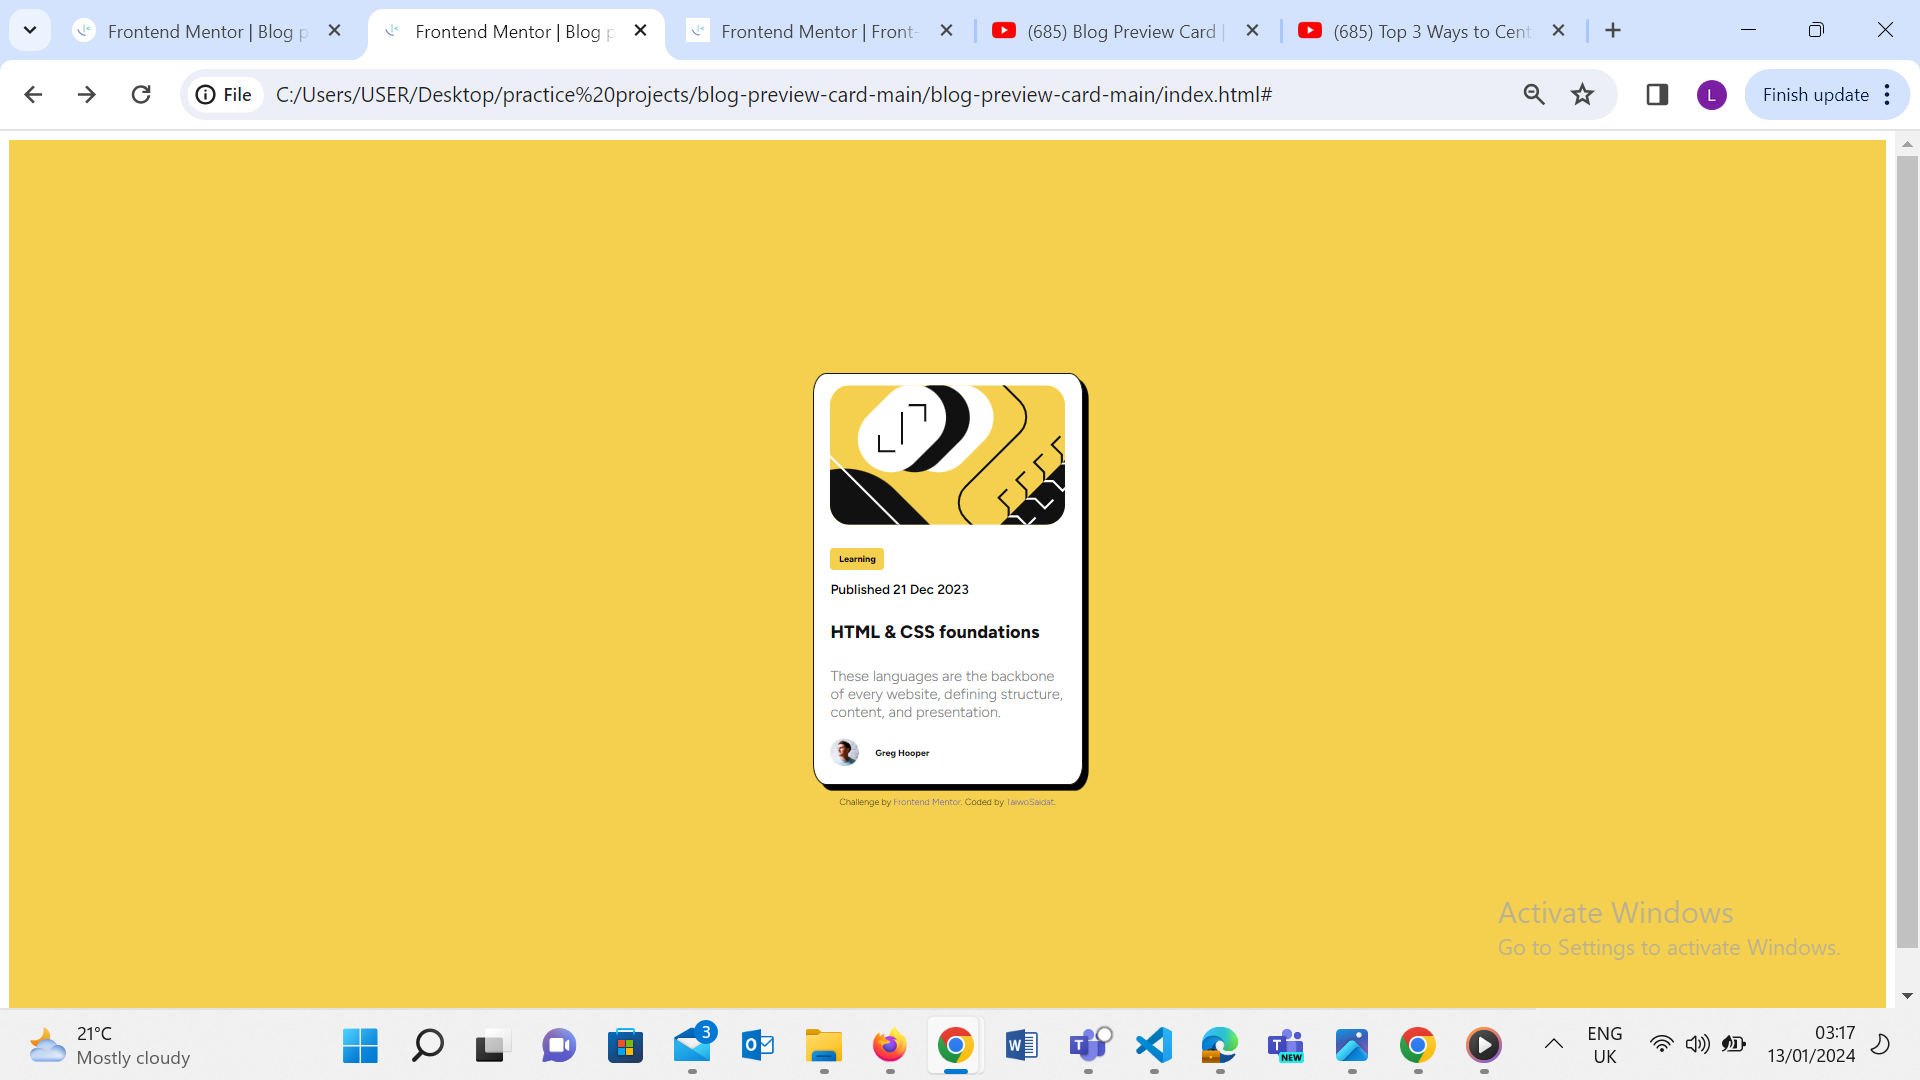 Frontend Mentor | Blog p
Frontend Mentor | Blog p
Frontend Mentor | Front-
(685) Blog Preview Card |
(685) Top 3 Ways to Cent
File
C:/Users/USER/Desktop/practice%20projects/blog-preview-card-main/blog-preview-card-main/index.html#
L
Finish update
Learning
Published 21 Dec 2023
HTML & CSS foundations
These languages are the backbone
of every website, defining structure,
content, and presentation.
Greg Hooper
Challenge by Frontend Mentor. Coded by TaiwoSaidat.
Activate Windows
Go to Settings to activate Windows.
21°C
Mostly cloudy
3
NEW
ENG
UK
03:17
13/01/2024